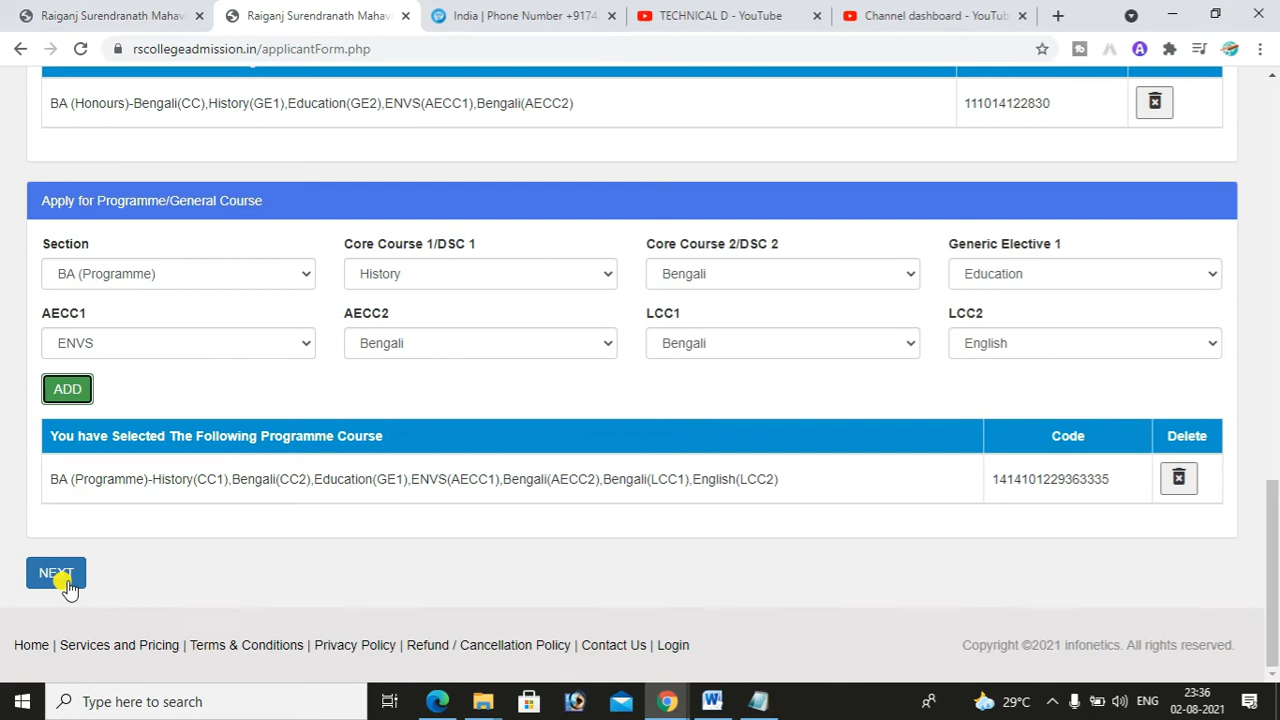 Raiganj Surendranath Mahav
Raiganj Surendranath Mahav
India | Phone Number +9174
TECHNICAL D - YouTube
Channel dashboard - YouTub
rscollegeadmission.in/applicantForm.php
BA (Honours)-Bengali(CC),History(GE1),Education(GE2),ENVS(AECC1),Bengali(AECC2) 111014122830
Apply for Programme/General Course
Section Core Course 1/DSC 1 Core Course 2/DSC 2 Generic Elective 1
BA (Programme) History Bengali Education
AECC1 AECC2 LCC1 LCC2
ENVS Bengali Bengali English
ADD
You have Selected The Following Programme Course Code Delete
BA (Programme)-History(CC1),Bengali(CC2),Education(GE1),ENVS(AECC1),Bengali(AECC2),Bengali(LCC1),English(LCC2) 1414101229363335
NEXT
Home | Services and Pricing | Terms & Conditions | Privacy Policy | Refund / Cancellation Policy | Contact Us | Login Copyright ©2021 infonetics. All rights reserved.
Type here to search
29°C
ENG
23:36
02-08-2021